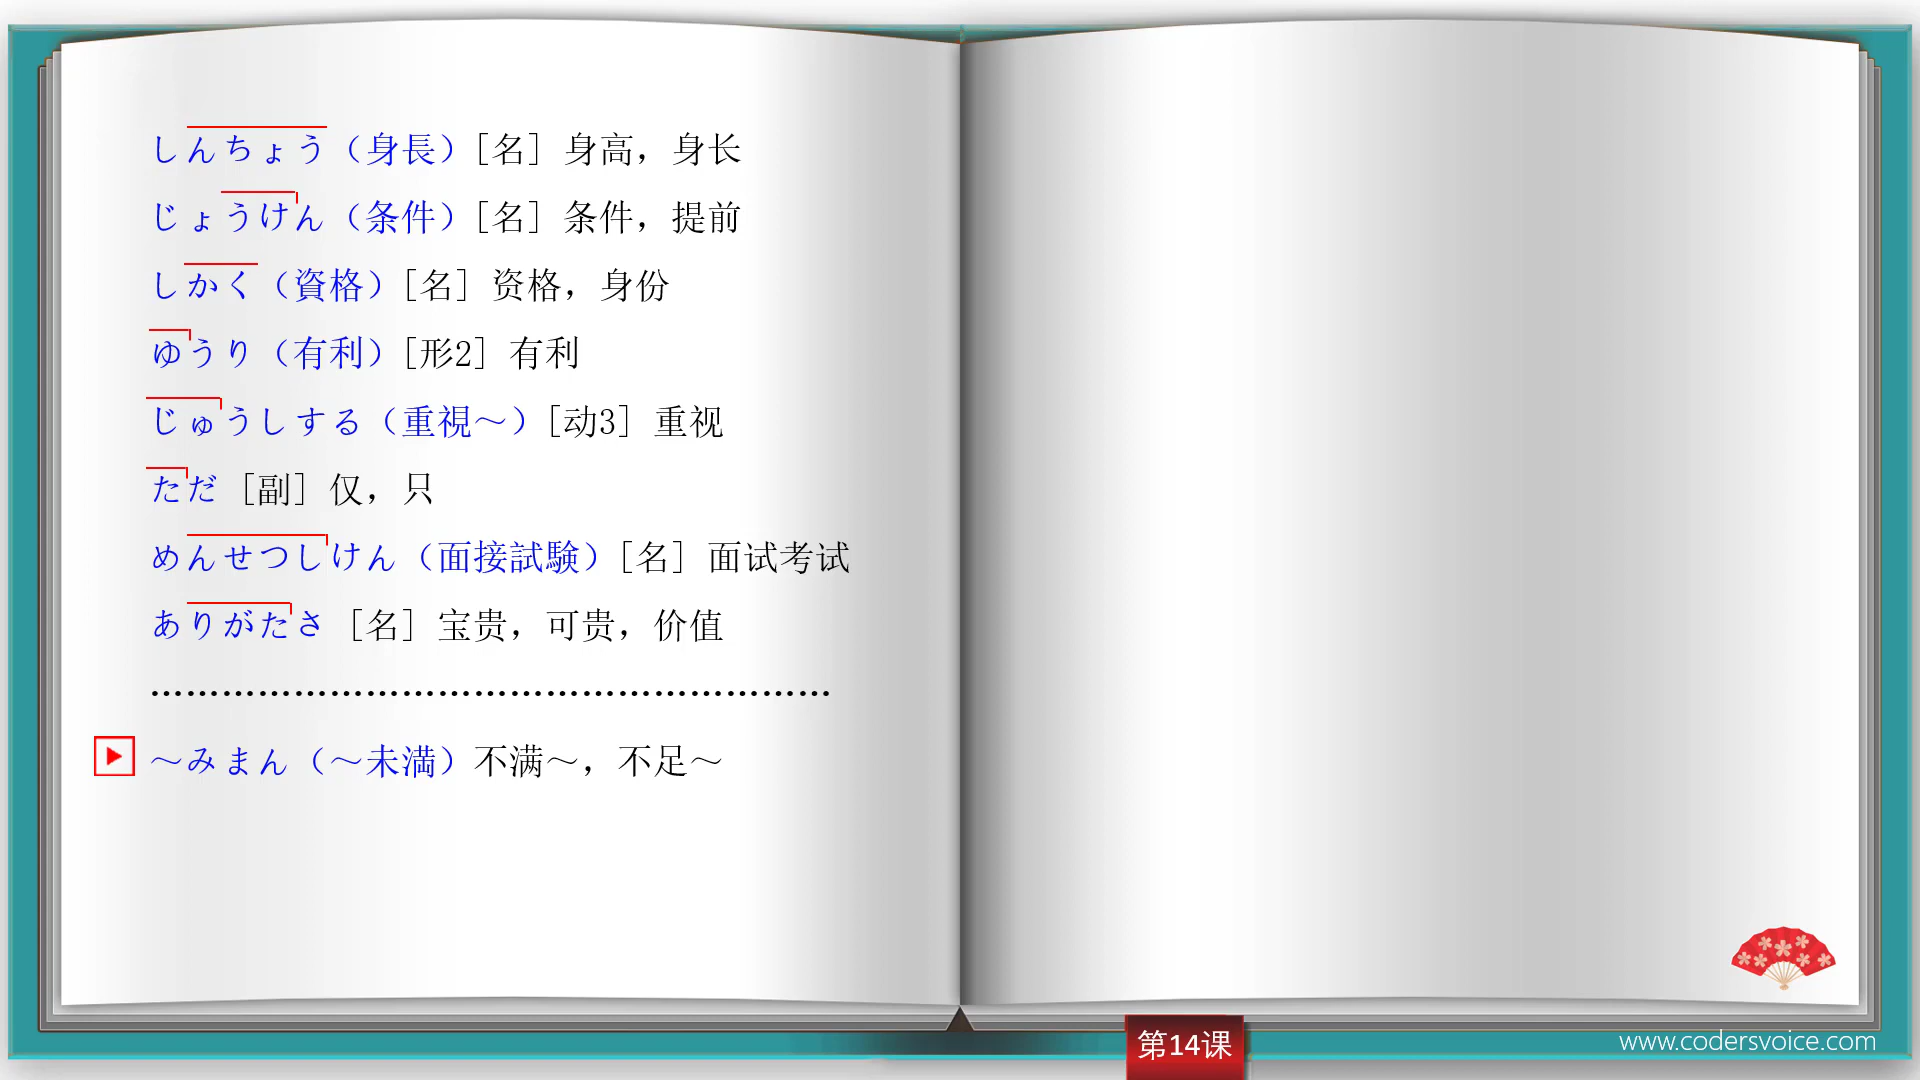 しんちょう（身長）［名］ 身高，身长
じょうけん（条件）［名］ 条件，提前
しかく（資格）［名］ 资格，身份
ゆうり（有利）［形2］ 有利
じゅうしする（重視～）［动3］ 重视
ただ ［副］ 仅，只
めんせつしけん（面接試験）［名］ 面试考试
ありがたさ ［名］ 宝贵，可贵，价值
………………………………………………
～みまん（～未満）不满～，不足～
第14课
www.codersvoice.com